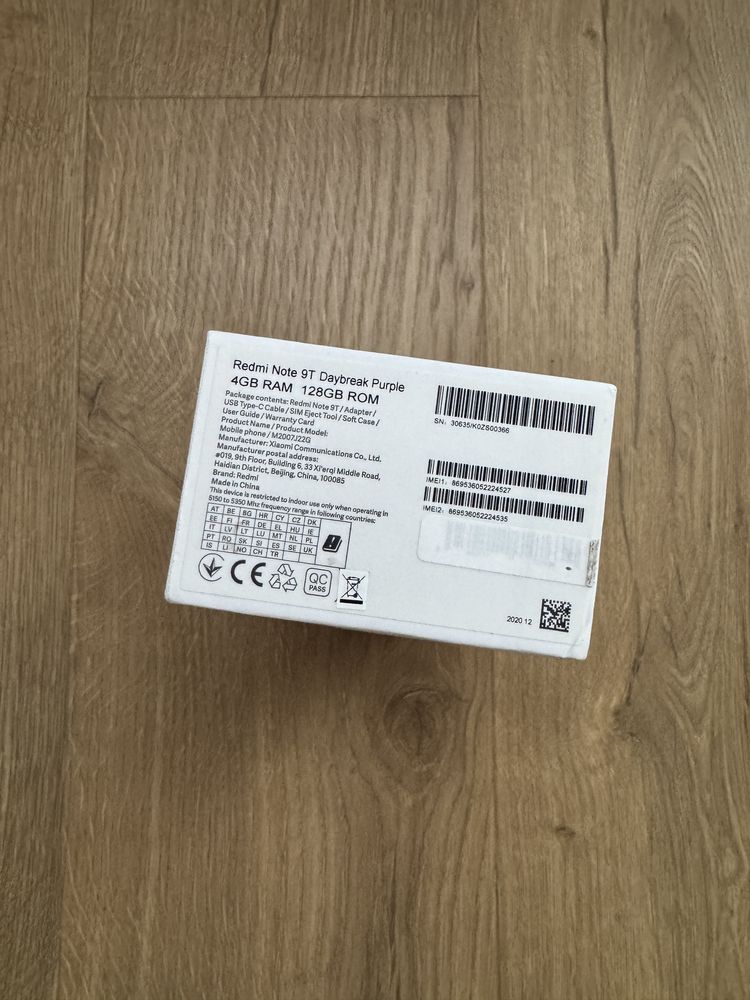 Redmi Note 9T Daybreak Purple
4GB RAM 128GB ROM
Package contents: Redmi Note 9T / Adapter /
USB Type-C Cable / SIM Eject Tool / Soft Case /
User Guide / Warranty Card
Product Name / Product Model:
Mobile phone / M2007J22G
Manufacturer: Xiaomi Communications Co., Ltd.
Manufacturer postal address:
#019, 9th Floor, Building 6, 33 Xi'erqi Middle Road,
Haidian District, Beijing, China, 100085
Brand: Redmi
Made in China
This device is restricted to indoor use only when operating in
5150 to 5350 Mhz frequency range in following countries:
AT BE BG HR CY CZ DK
EE FI FR DE EL HU IE
IT LV LT LU MT NL PL
PT RO SK SI ES SE UK
IS LI NO CH TR
CE
QC
PASS
SN: 30635/K0ZS00366
IMEI1: 869536052224527
IMEI2: 869536052224535
2020 12